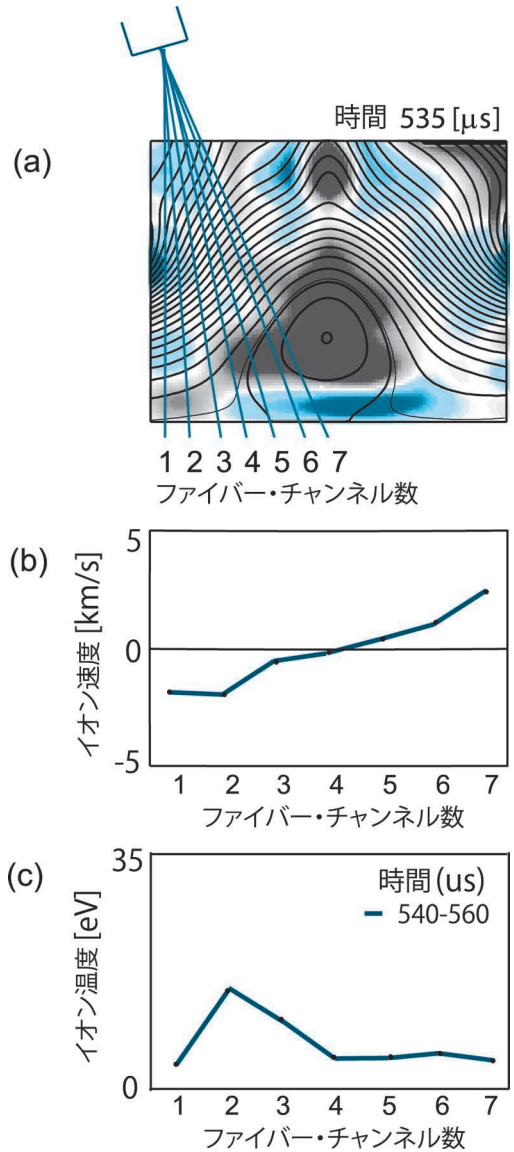 時間 535 [μs]
(a)
1 2 3 4 5 6 7
ファイバー・チャンネル数
(b)
イオン速度 [km/s]
5
0
-5
1 2 3 4 5 6 7
ファイバー・チャンネル数
(c)
イオン温度 [eV]
35
時間(us)
540-560
0
1 2 3 4 5 6 7
ファイバー・チャンネル数